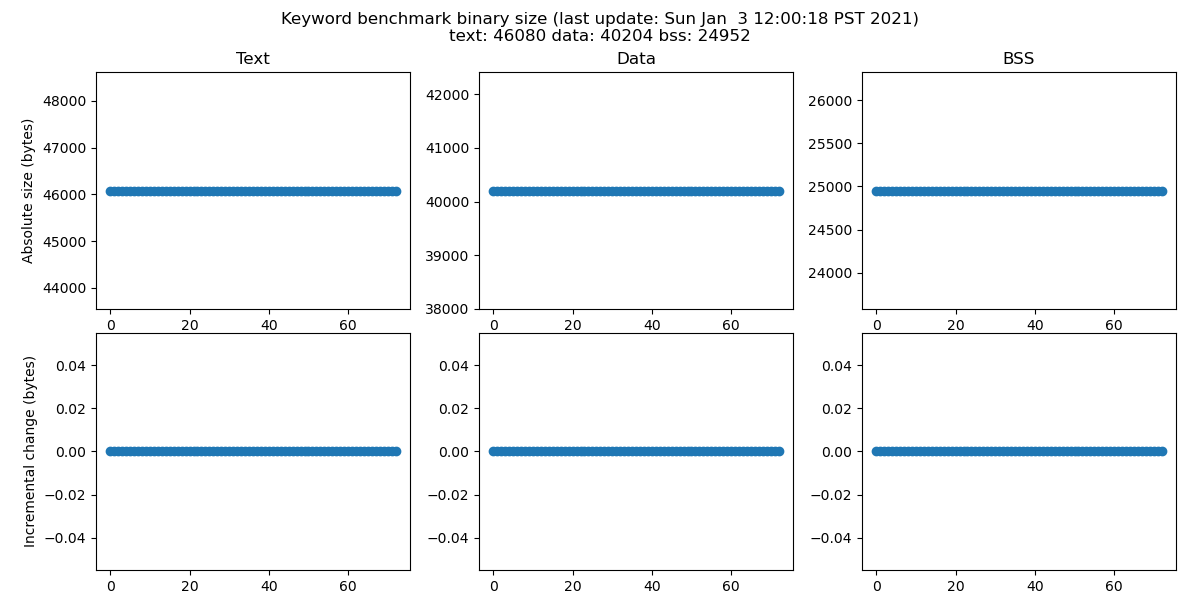 Keyword benchmark binary size (last update: Sun Jan  3 12:00:18 PST 2021)
text: 46080 data: 40204 bss: 24952
Text
Data
BSS
Absolute size (bytes)
48000
47000
46000
45000
44000
0 20 40 60
42000
41000
40000
39000
38000
0 20 40 60
26000
25500
25000
24500
24000
0 20 40 60
Incremental change (bytes)
0.04
0.02
0.00
−0.02
−0.04
0 20 40 60
0.04
0.02
0.00
−0.02
−0.04
0 20 40 60
0.04
0.02
0.00
−0.02
−0.04
0 20 40 60